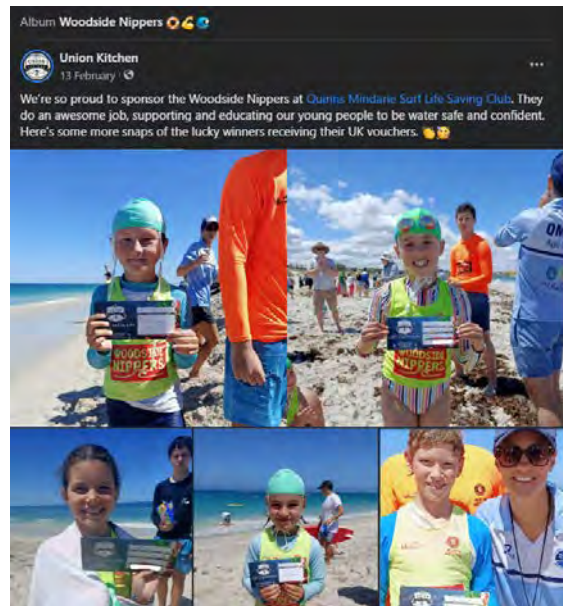 Album Woodside Nippers
Union Kitchen
13 February
We're so proud to sponsor the Woodside Nippers at Quinns Mindarie Surf Life Saving Club. They
do an awesome job, supporting and educating our young people to be water safe and confident.
Here's some more snaps of the lucky winners receiving their UK vouchers.
WOODSIDE
NIPPERS
WOODSIDE
NIPPERS